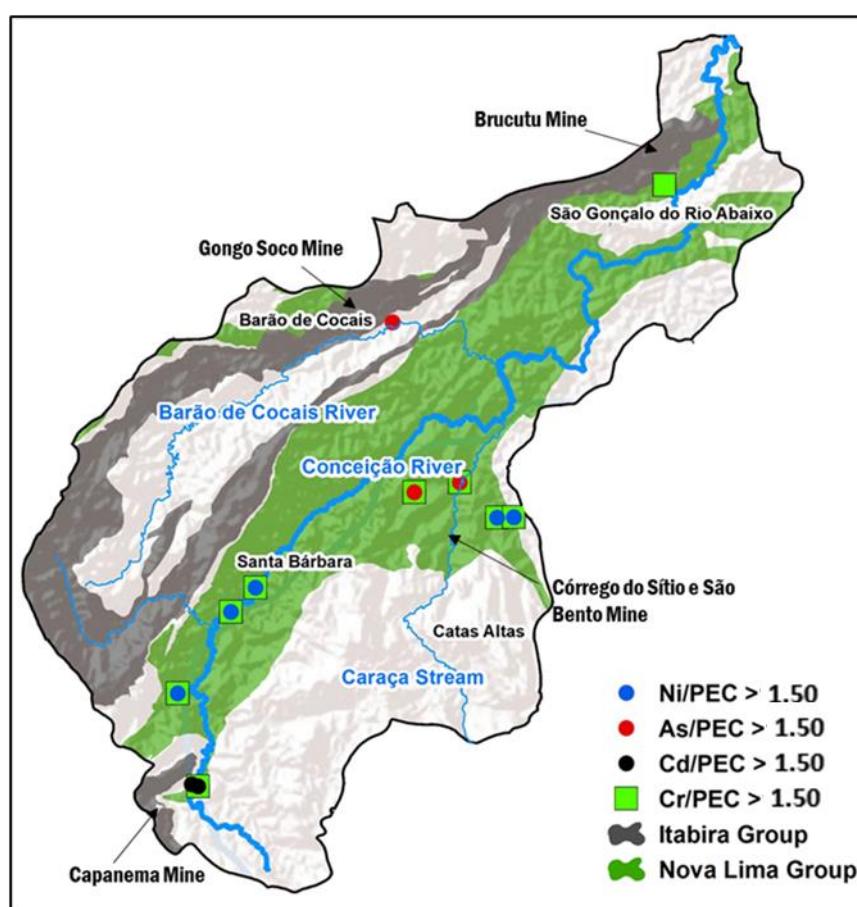 Brucutu Mine
São Gonçalo do Rio Abaixo
Gongo Soco Mine
Barão de Cocais
Barão de Cocais River
Conceição River
Santa Bárbara
Córrego do Sítio e São
Bento Mine
Catas Altas
Caraça Stream
Capanema Mine
Ni/PEC > 1.50
As/PEC > 1.50
Cd/PEC > 1.50
Cr/PEC > 1.50
Itabira Group
Nova Lima Group